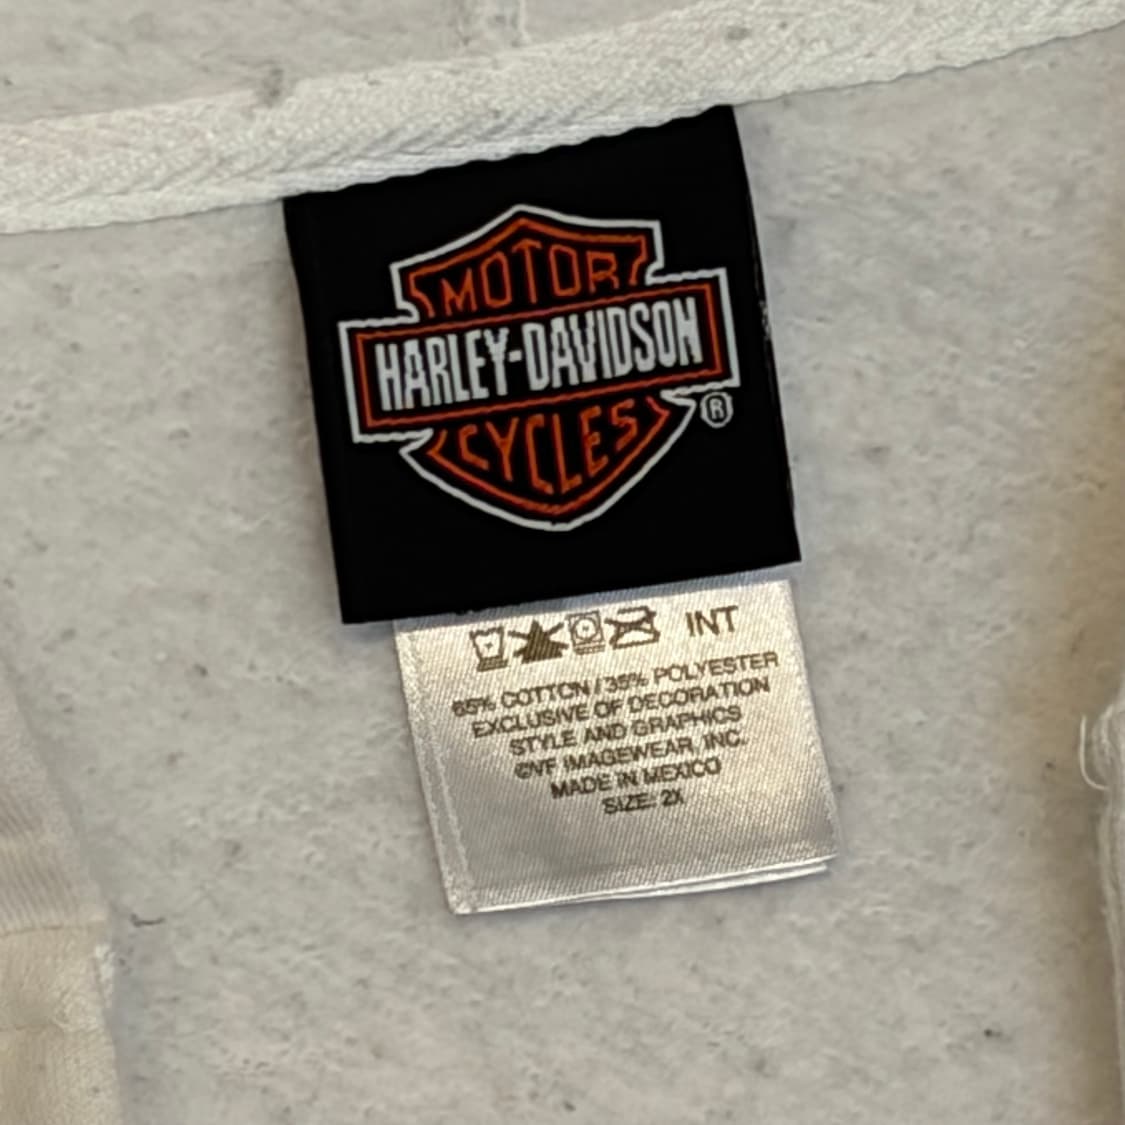 MOTOR
HARLEY-DAVIDSON
CYCLES
®
INT
65% COTTON / 35% POLYESTER
EXCLUSIVE OF DECORATION
STYLE AND GRAPHICS
©VF IMAGEWEAR, INC.
MADE IN MEXICO
SIZE: 2X